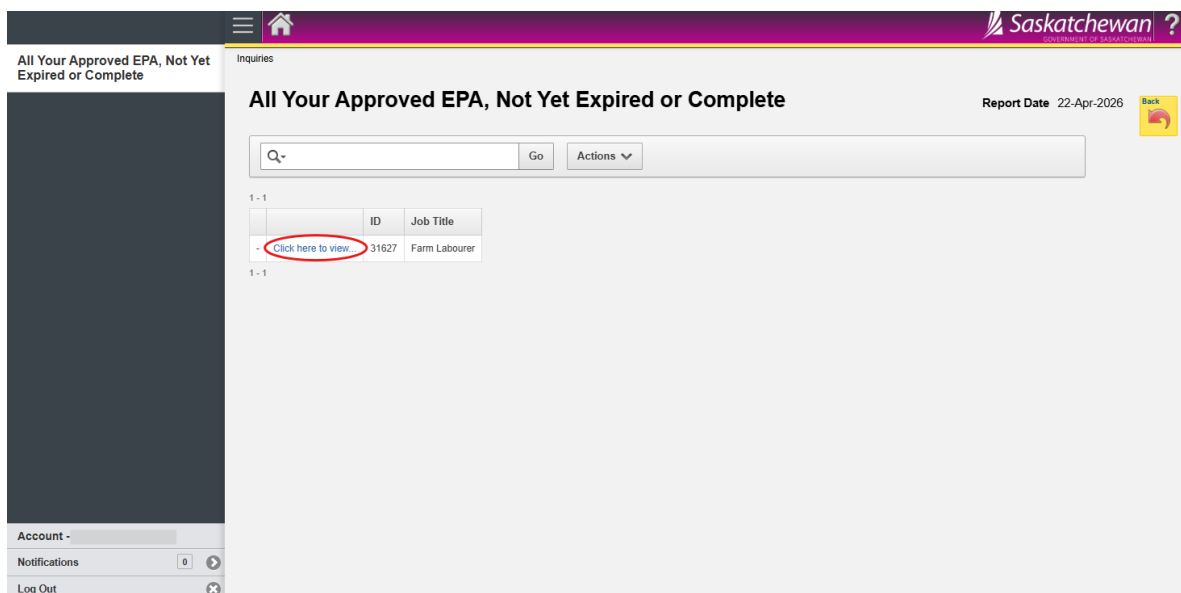 Saskatchewan ?
GOVERNMENT OF SASKATCHEWAN
All Your Approved EPA, Not Yet
Expired or Complete
Inquiries
All Your Approved EPA, Not Yet Expired or Complete
Report Date 22-Apr-2026
Back
Go
Actions
1 - 1
ID Job Title
- Click here to view... 31627 Farm Labourer
1 - 1
Account -
Notifications 0
Log Out